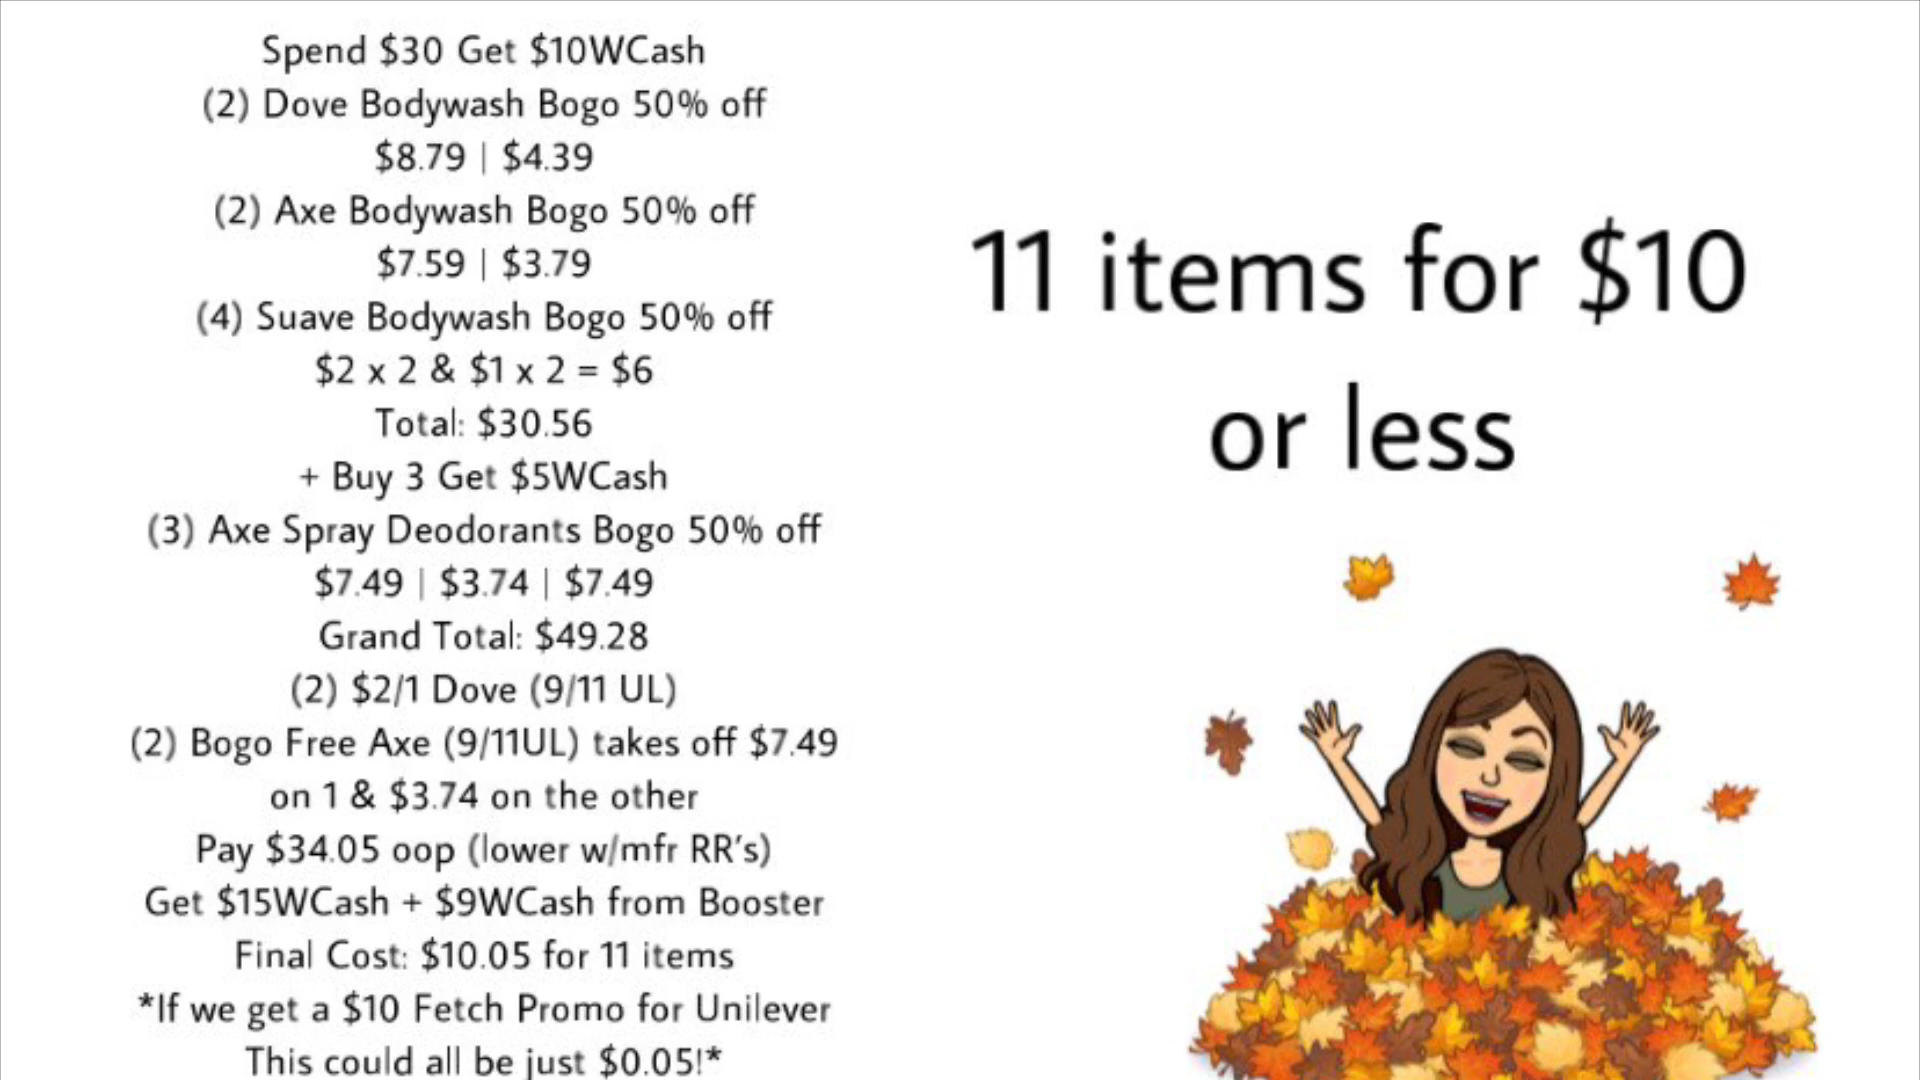 Spend $30 Get $10WCash
(2) Dove Bodywash Bogo 50% off
$8.79 | $4.39
(2) Axe Bodywash Bogo 50% off
$7.59 | $3.79
(4) Suave Bodywash Bogo 50% off
$2 x 2 & $1 x 2 = $6
Total: $30.56
+ Buy 3 Get $5WCash
(3) Axe Spray Deodorants Bogo 50% off
$7.49 | $3.74 | $7.49
Grand Total: $49.28
(2) $2/1 Dove (9/11 UL)
(2) Bogo Free Axe (9/11UL) takes off $7.49
on 1 & $3.74 on the other
Pay $34.05 oop (lower w/mfr RR's)
Get $15WCash + $9WCash from Booster
Final Cost: $10.05 for 11 items
*If we get a $10 Fetch Promo for Unilever
This could all be just $0.05!*
11 items for $10
or less